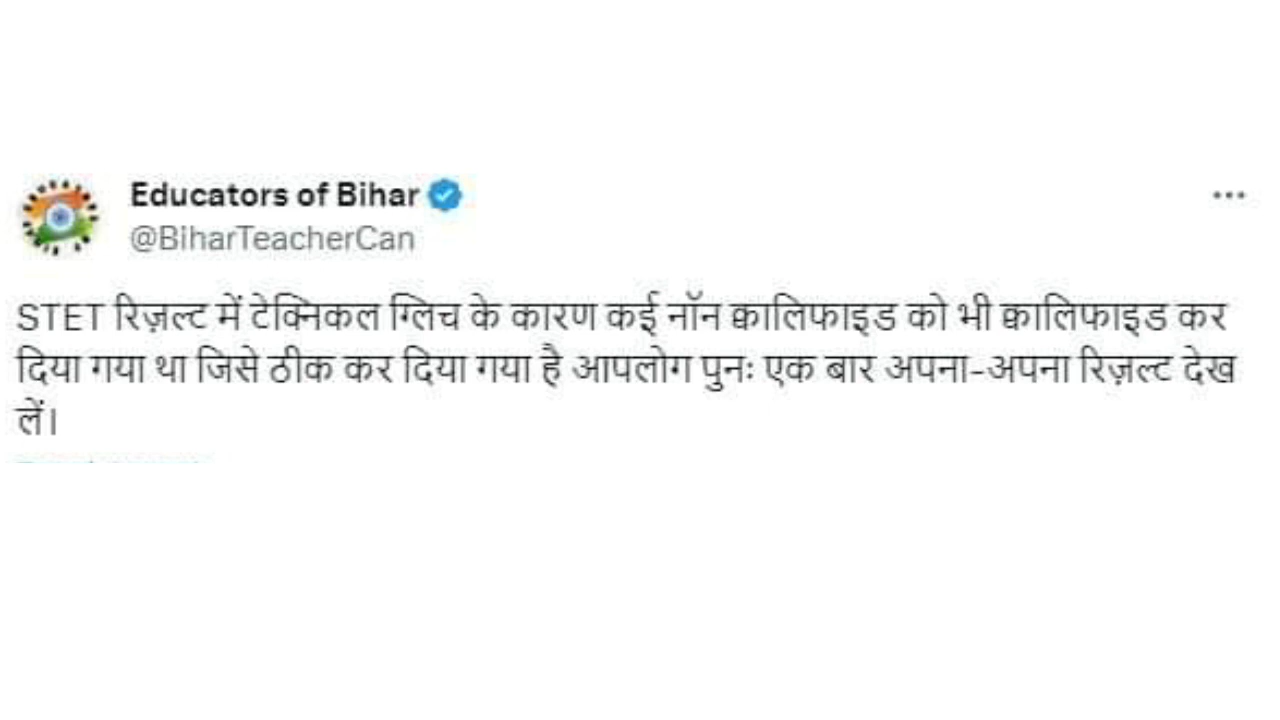 Educators of Bihar
@BiharTeacherCan
STET रिज़ल्ट में टेक्निकल ग्लिच के कारण कई नॉन क्वालिफाइड को भी क्वालिफाइड कर
दिया गया था जिसे ठीक कर दिया गया है आपलोग पुनः एक बार अपना-अपना रिज़ल्ट देख
लें।